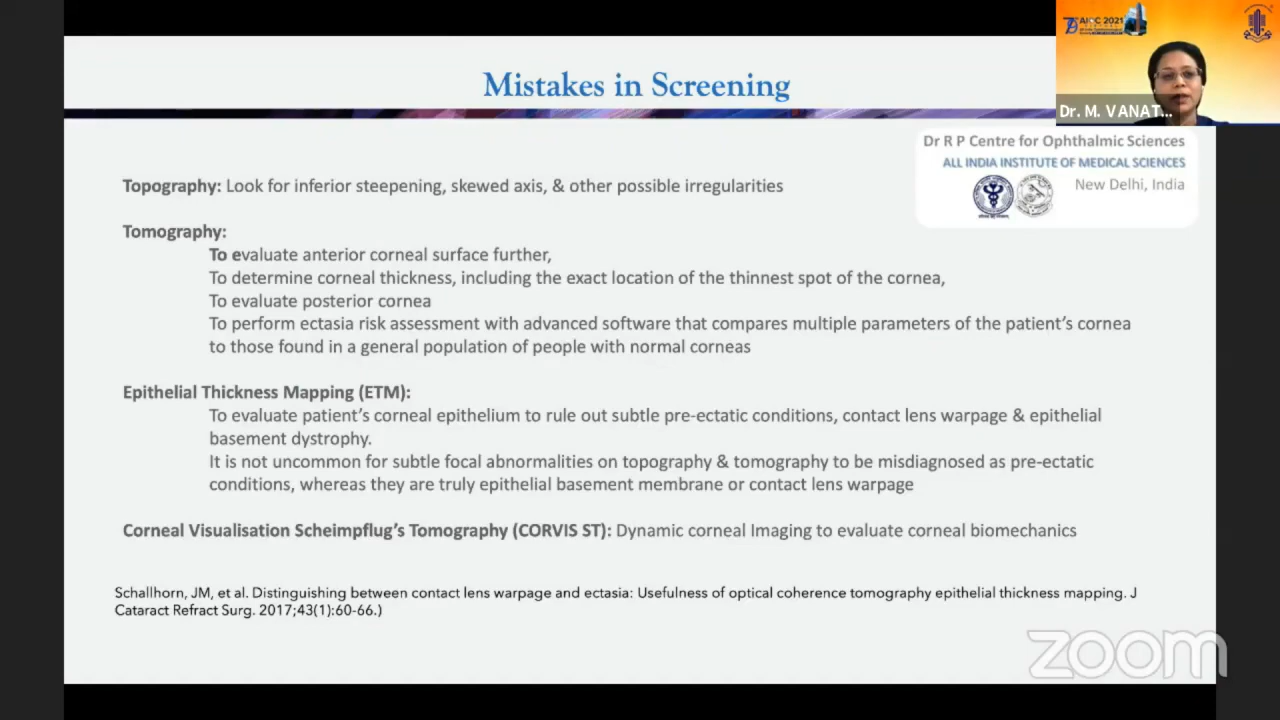 Mistakes in Screening
AIOC 2021
Dr. M. VANAT...
Dr R P Centre for Ophthalmic Sciences
ALL INDIA INSTITUTE OF MEDICAL SCIENCES
New Delhi, India
Topography: Look for inferior steepening, skewed axis, & other possible irregularities
Tomography:
To evaluate anterior corneal surface further,
To determine corneal thickness, including the exact location of the thinnest spot of the cornea,
To evaluate posterior cornea
To perform ectasia risk assessment with advanced software that compares multiple parameters of the patient's cornea
to those found in a general population of people with normal corneas
Epithelial Thickness Mapping (ETM):
To evaluate patient's corneal epithelium to rule out subtle pre-ectatic conditions, contact lens warpage & epithelial
basement dystrophy.
It is not uncommon for subtle focal abnormalities on topography & tomography to be misdiagnosed as pre-ectatic
conditions, whereas they are truly epithelial basement membrane or contact lens warpage
Corneal Visualisation Scheimpflug's Tomography (CORVIS ST): Dynamic corneal Imaging to evaluate corneal biomechanics
Schallhorn, JM, et al. Distinguishing between contact lens warpage and ectasia: Usefulness of optical coherence tomography epithelial thickness mapping. J
Cataract Refract Surg. 2017;43(1):60-66.)
zoom